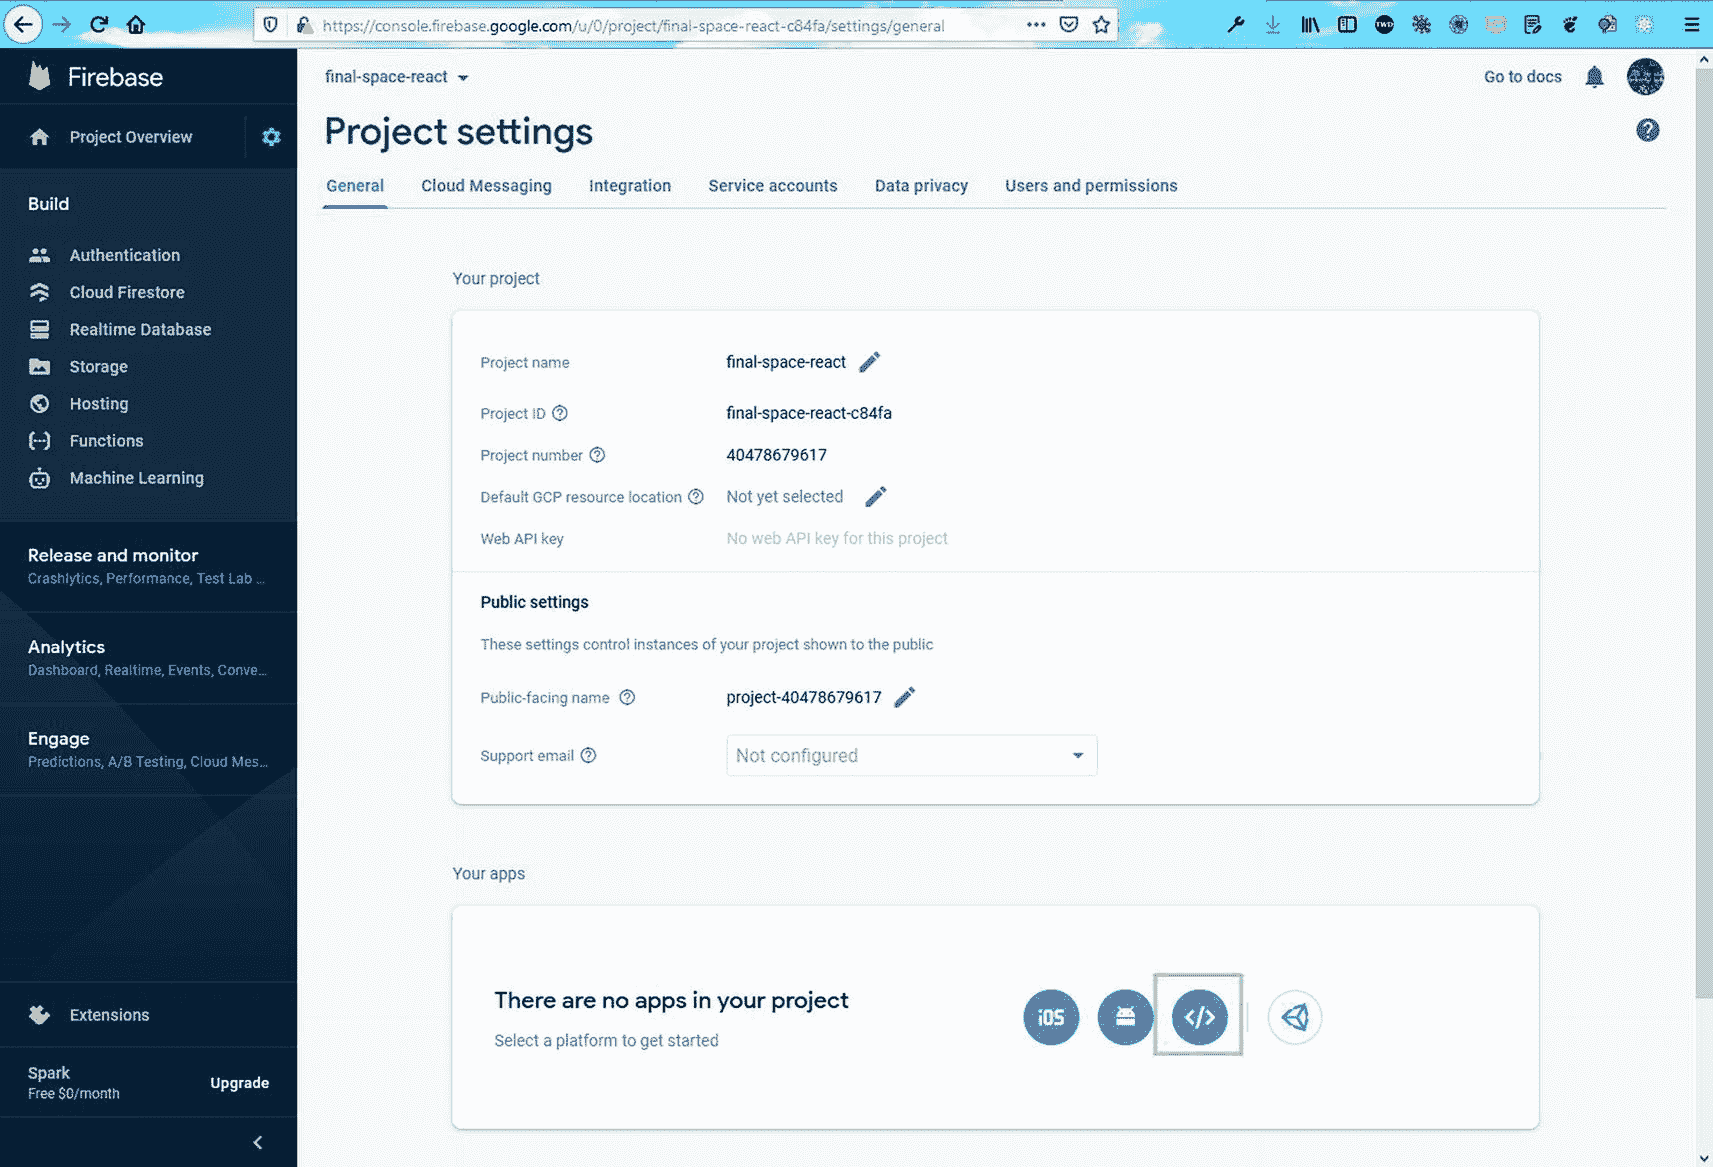 https://console.firebase.google.com/u/0/project/final-space-react-c84fa/settings/general
TWD
Firebase
final-space-react
Go to docs
Project Overview
Project settings
General Cloud Messaging Integration Service accounts Data privacy Users and permissions
Build
Authentication
Cloud Firestore
Realtime Database
Storage
Hosting
Functions
Machine Learning
Release and monitor
Crashlytics, Performance, Test Lab ...
Analytics
Dashboard, Realtime, Events, Conve...
Engage
Predictions, A/B Testing, Cloud Mes...
Extensions
Spark
Free $0/month
Upgrade
Your project
Project name final-space-react
Project ID final-space-react-c84fa
Project number 40478679617
Default GCP resource location Not yet selected
Web API key No web API key for this project
Public settings
These settings control instances of your project shown to the public
Public-facing name project-40478679617
Support email Not configured
Your apps
There are no apps in your project
Select a platform to get started
iOS
</>